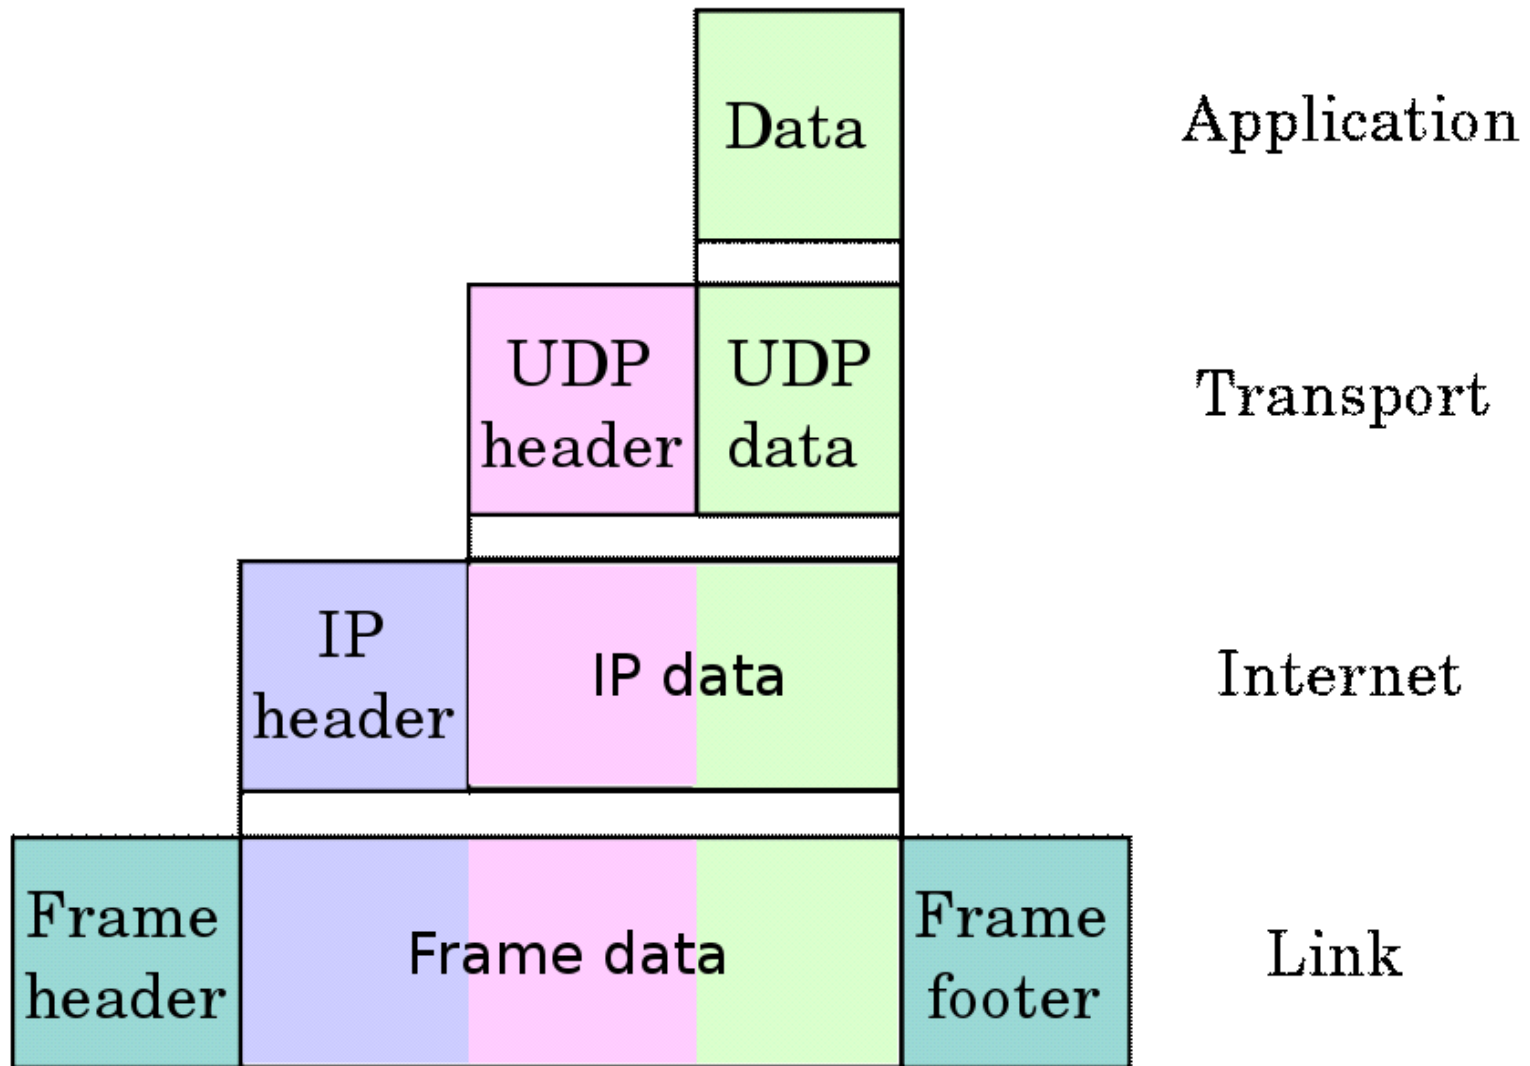 Data
Application
UDP
header
UDP
data
Transport
IP
header
IP data
Internet
Frame
header
Frame data
Frame
footer
Link